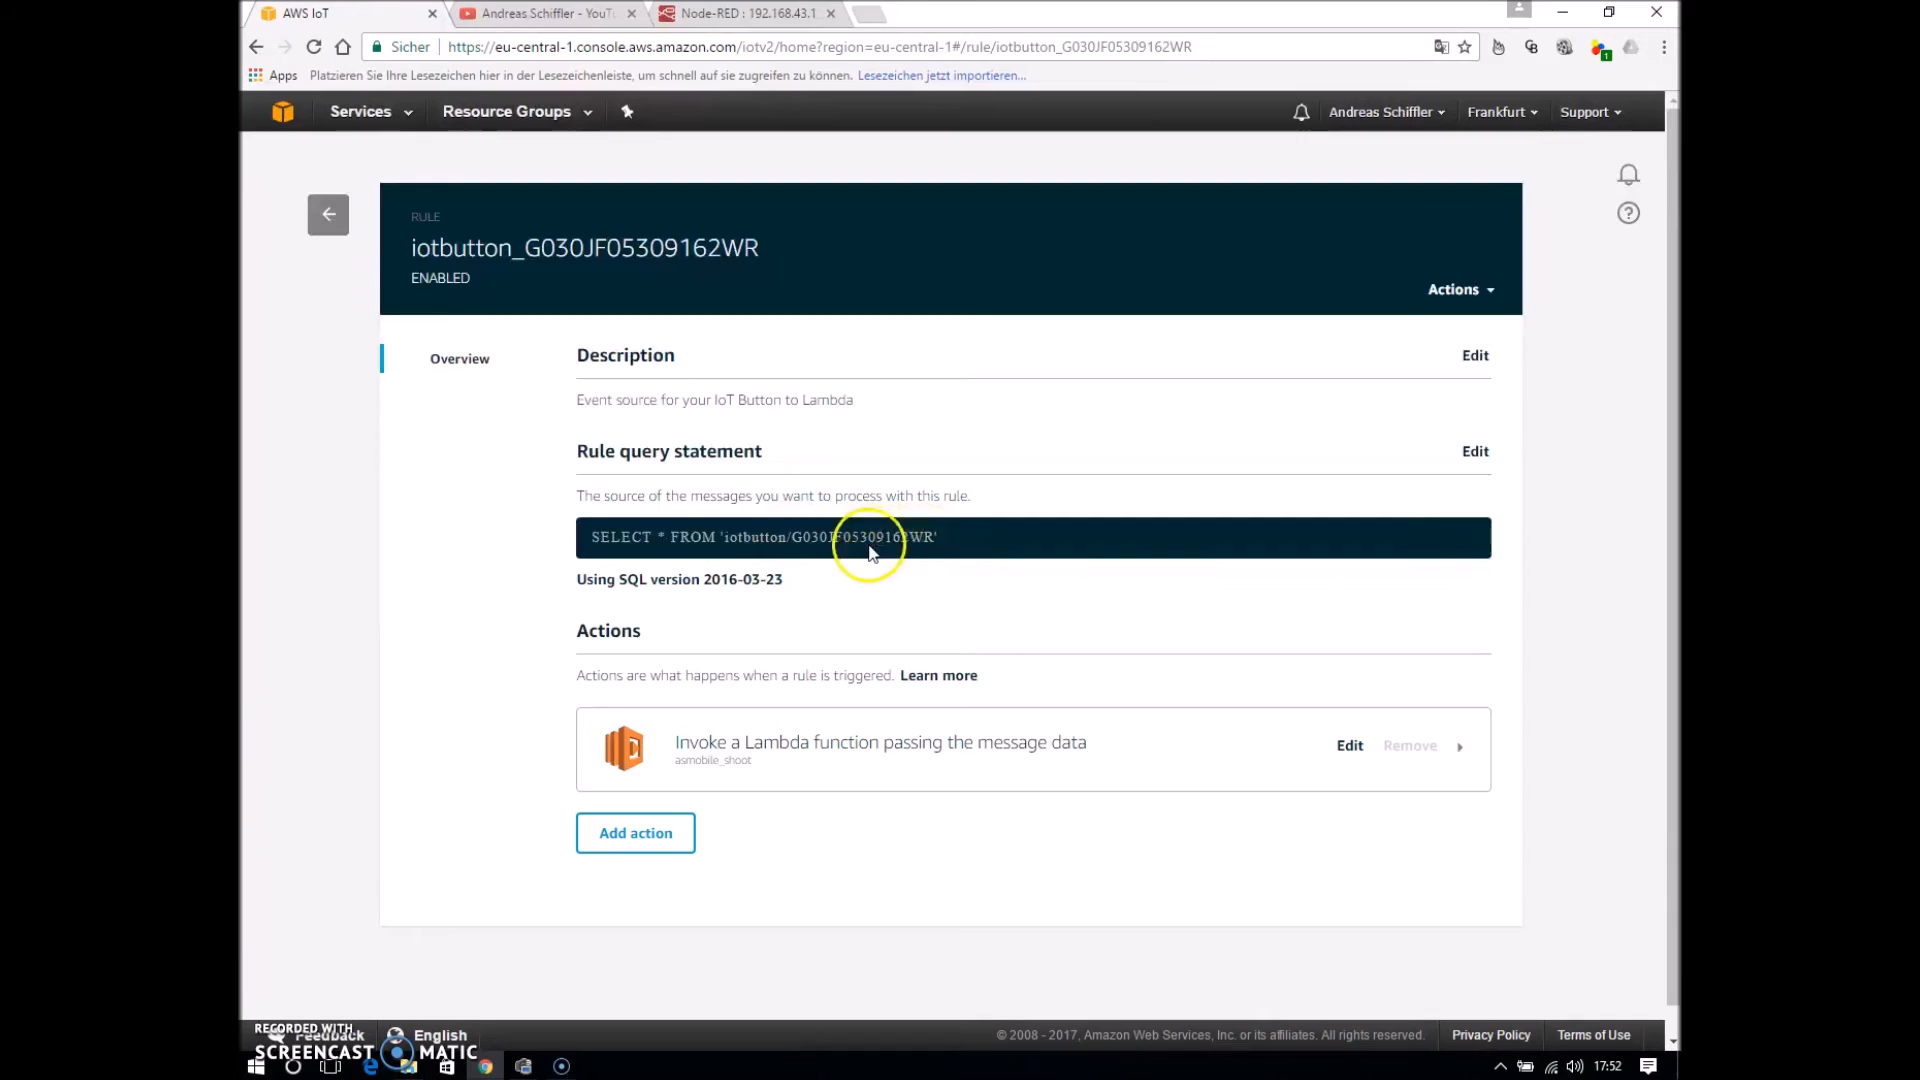 AWS IoT
Andreas Schiffler - YouTu
Node-RED : 192.168.43.1
Sicher
https://eu-central-1.console.aws.amazon.com/iotv2/home?region=eu-central-1#/rule/iotbutton_G030JF05309162WR
Apps Platzieren Sie Ihre Lesezeichen hier in der Lesezeichenleiste, um schnell auf sie zugreifen zu können. Lesezeichen jetzt importieren...
Services Resource Groups Andreas Schiffler Frankfurt Support
RULE
iotbutton_G030JF05309162WR
ENABLED
Actions
Overview
Description Edit
Event source for your IoT Button to Lambda
Rule query statement Edit
The source of the messages you want to process with this rule.
SELECT * FROM 'iotbutton/G030JF05309162WR'
Using SQL version 2016-03-23
Actions
Actions are what happens when a rule is triggered. Learn more
Invoke a Lambda function passing the message data
asmobile_shoot
Edit Remove
Add action
Feedback English
© 2008 - 2017, Amazon Web Services, Inc. or its affiliates. All rights reserved. Privacy Policy Terms of Use
RECORDED WITH
SCREENCAST MATIC
17:52